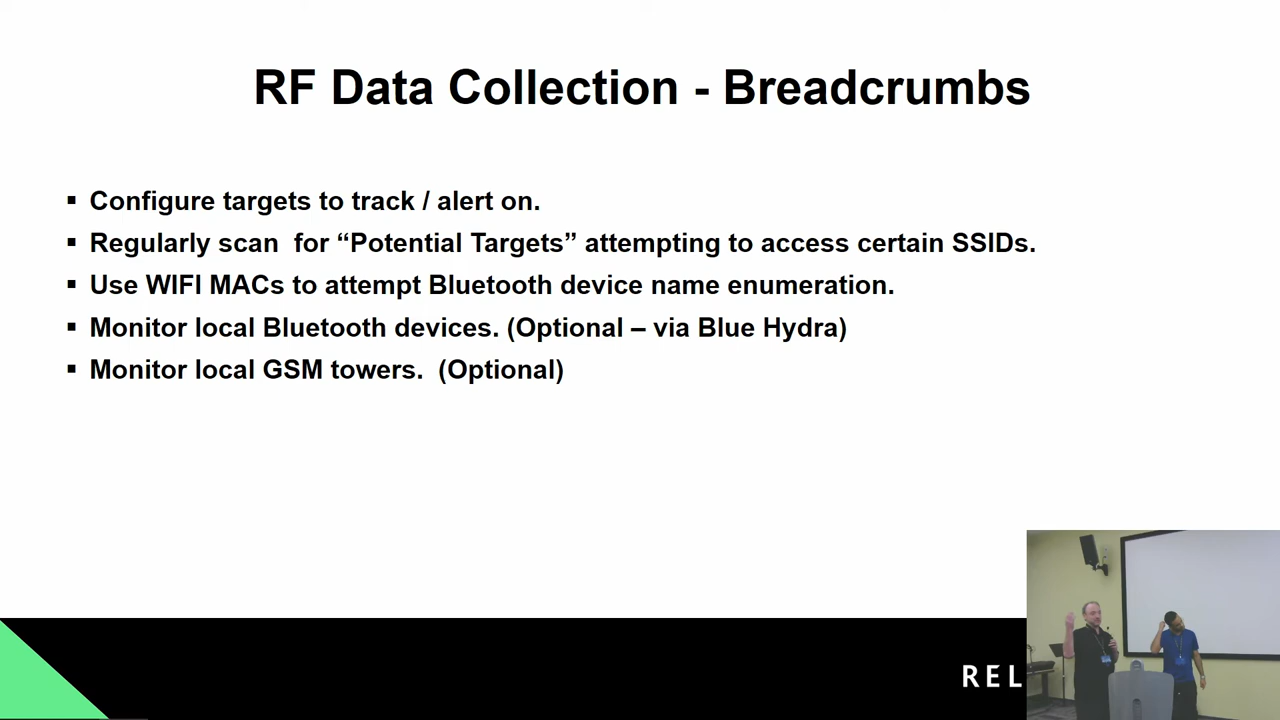 RF Data Collection - Breadcrumbs
▪ Configure targets to track / alert on.
▪ Regularly scan  for “Potential Targets” attempting to access certain SSIDs.
▪ Use WIFI MACs to attempt Bluetooth device name enumeration.
▪ Monitor local Bluetooth devices. (Optional – via Blue Hydra)
▪ Monitor local GSM towers.  (Optional)
REL